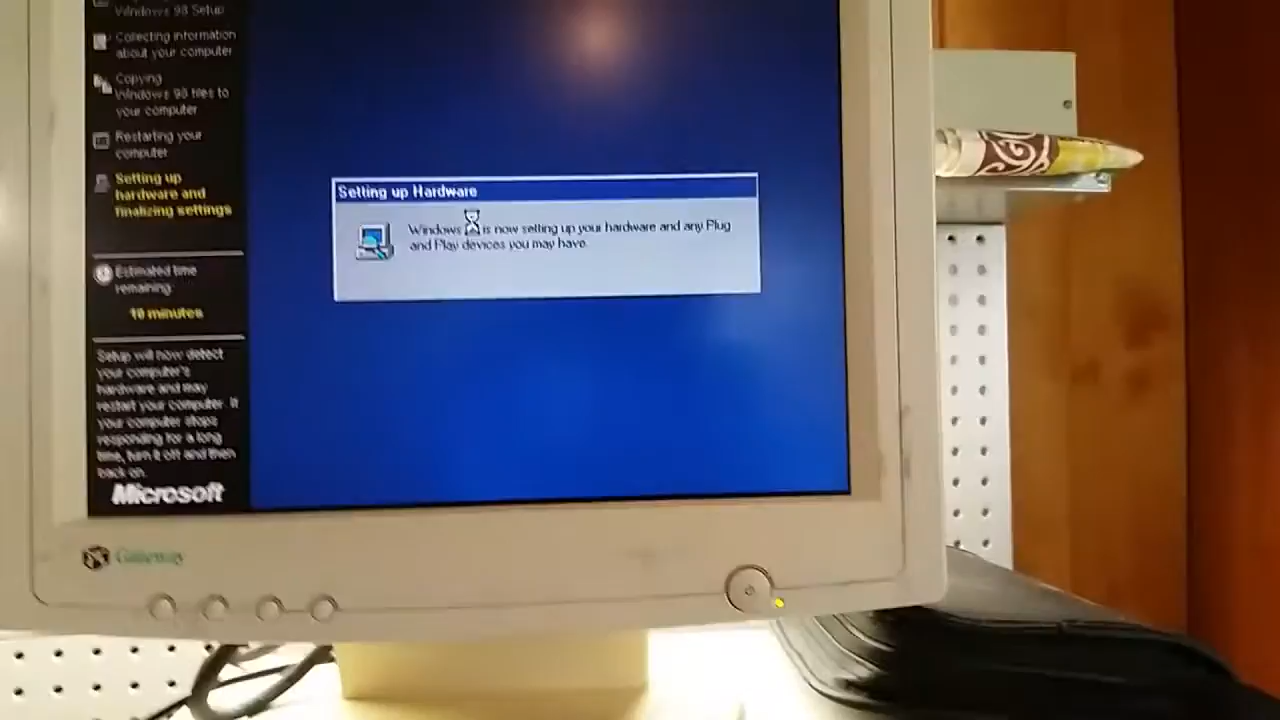 Windows 98 Setup
Collecting information
about your computer
Copying
Windows 98 files to
your computer
Restarting your
computer
Setting up
hardware and
finalizing settings
Estimated time
remaining:
10 minutes
Setup will now detect
your computer's
hardware and may
restart your computer. If
your computer stops
responding for a long
time, turn it off and then
back on.
Microsoft
Setting up Hardware
Windows is now setting up your hardware and any Plug
and Play devices you may have.
Gateway